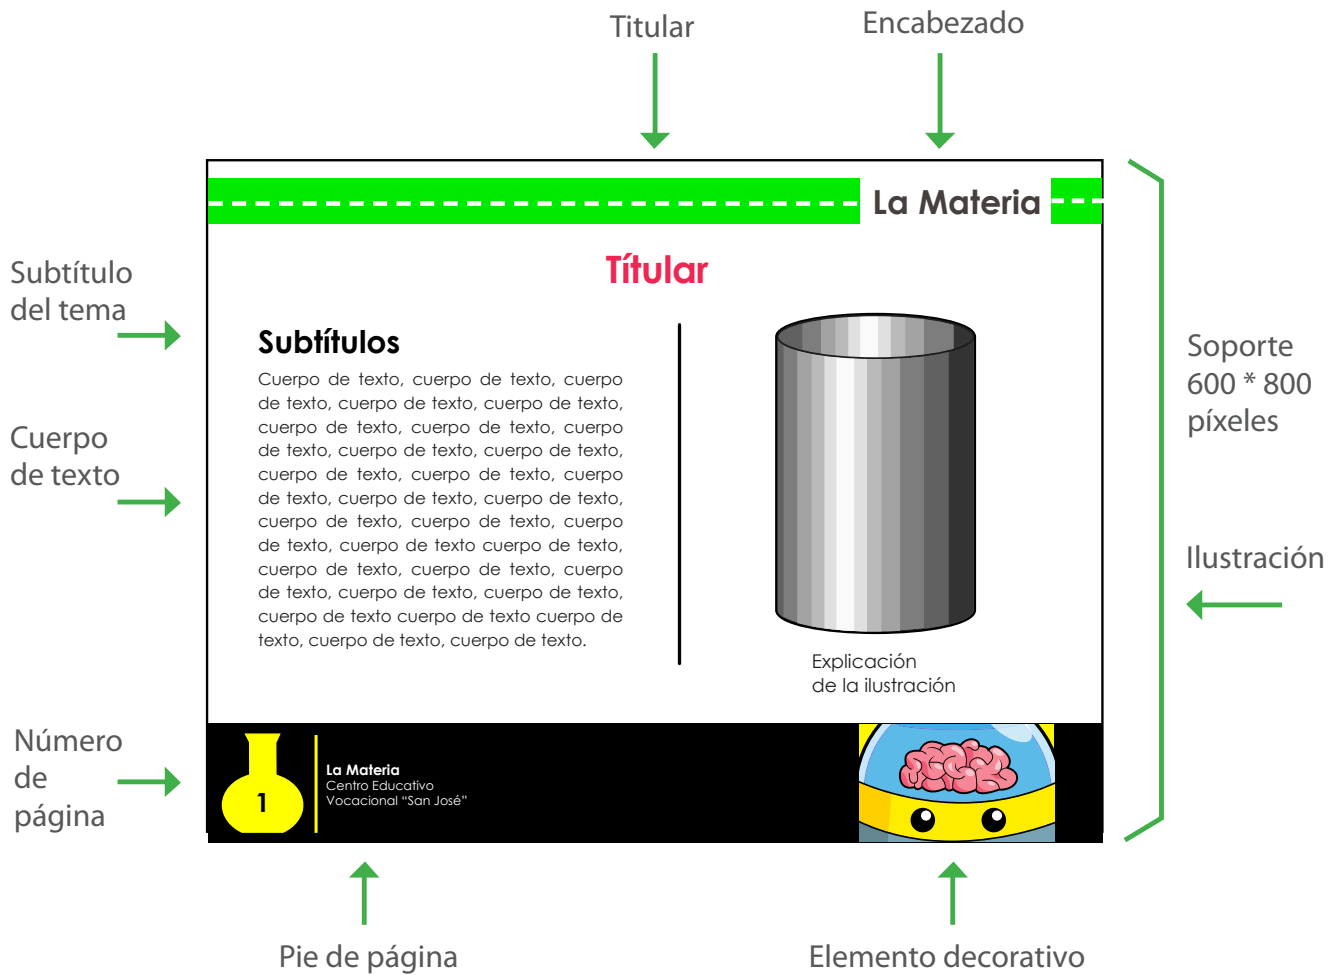 Titular
Encabezado
La Materia
Títular
Subtítulo
del tema
Subtítulos
Cuerpo de texto, cuerpo de texto, cuerpo
de texto, cuerpo de texto, cuerpo de texto,
cuerpo de texto, cuerpo de texto, cuerpo
de texto, cuerpo de texto, cuerpo de texto,
cuerpo de texto, cuerpo de texto, cuerpo
de texto, cuerpo de texto, cuerpo de texto,
cuerpo de texto, cuerpo de texto, cuerpo
de texto, cuerpo de texto cuerpo de texto,
cuerpo de texto, cuerpo de texto, cuerpo
de texto, cuerpo de texto, cuerpo de texto,
cuerpo de texto cuerpo de texto cuerpo de
texto, cuerpo de texto, cuerpo de texto.
Cuerpo
de texto
Soporte
600 * 800
píxeles
Ilustración
Explicación
de la ilustración
Número
de
página
1
La Materia
Centro Educativo
Vocacional “San José”
Pie de página
Elemento decorativo